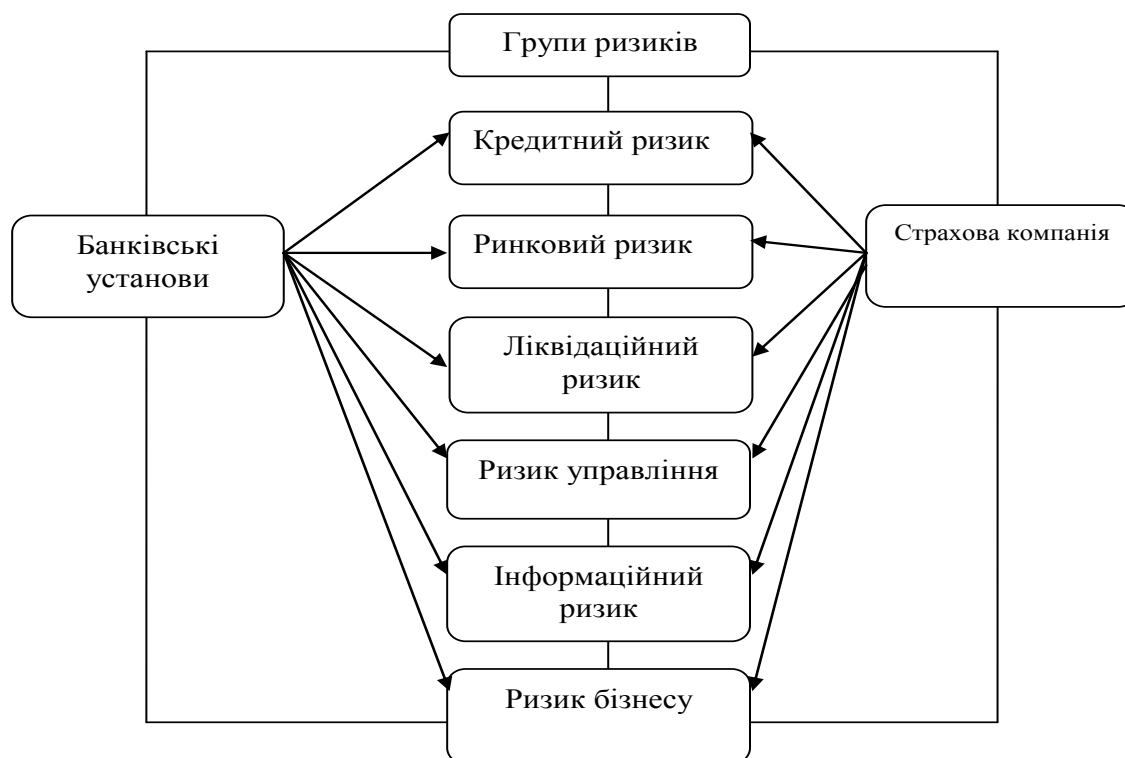 Групи ризиків
Кредитний ризик
Банківські
установи
Ринковий ризик
Страхова компанія
Ліквідаційний
ризик
Ризик управління
Інформаційний
ризик
Ризик бізнесу